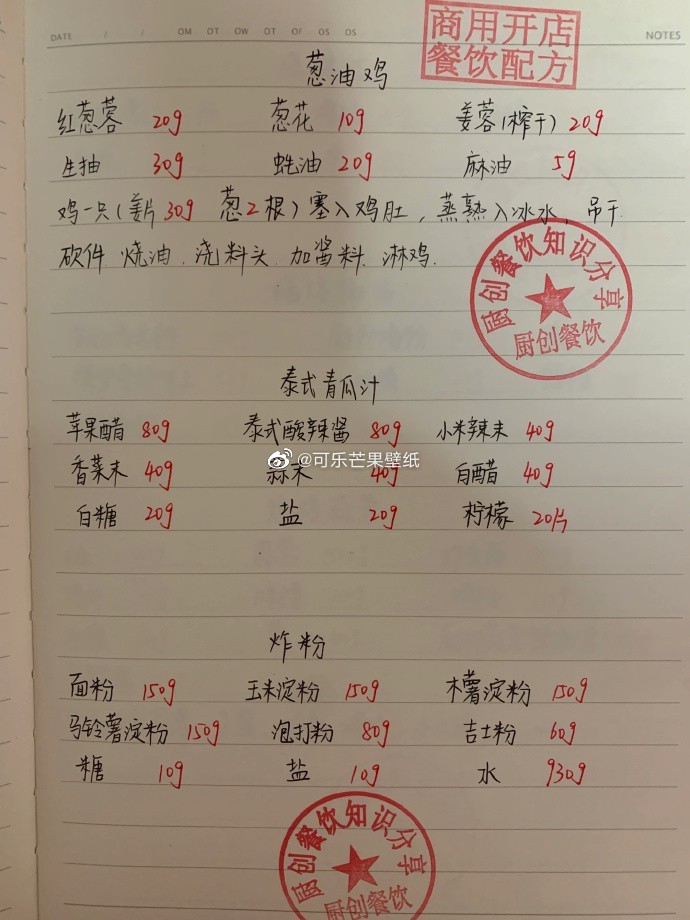 DATE / / OM OT OW OT OF OS OS NOTES
商用开店
餐饮配方
葱油鸡
红葱蓉 20g 葱花 10g 姜蓉(榨干) 20g
生抽 30g 蚝油 20g 麻油 5g
鸡一只(姜片 30g 葱2根)塞入鸡肚，蒸熟入冰水，吊干
砍件.烧油.浇料头.加酱料.淋鸡.
厨创餐饮知识分享
厨创餐饮
泰式青瓜汁
苹果醋 80g 泰式酸辣酱 80g 小米辣末 40g
@可乐芒果壁纸
香菜末 40g 蒜末 40g 白醋 40g
白糖 20g 盐 20g 柠檬 20片
炸粉
面粉 150g 玉米淀粉 150g 木薯淀粉 150g
马铃薯淀粉 150g 泡打粉 80g 吉士粉 60g
糖 10g 盐 10g 水 930g
厨创餐饮知识分享
厨创餐饮